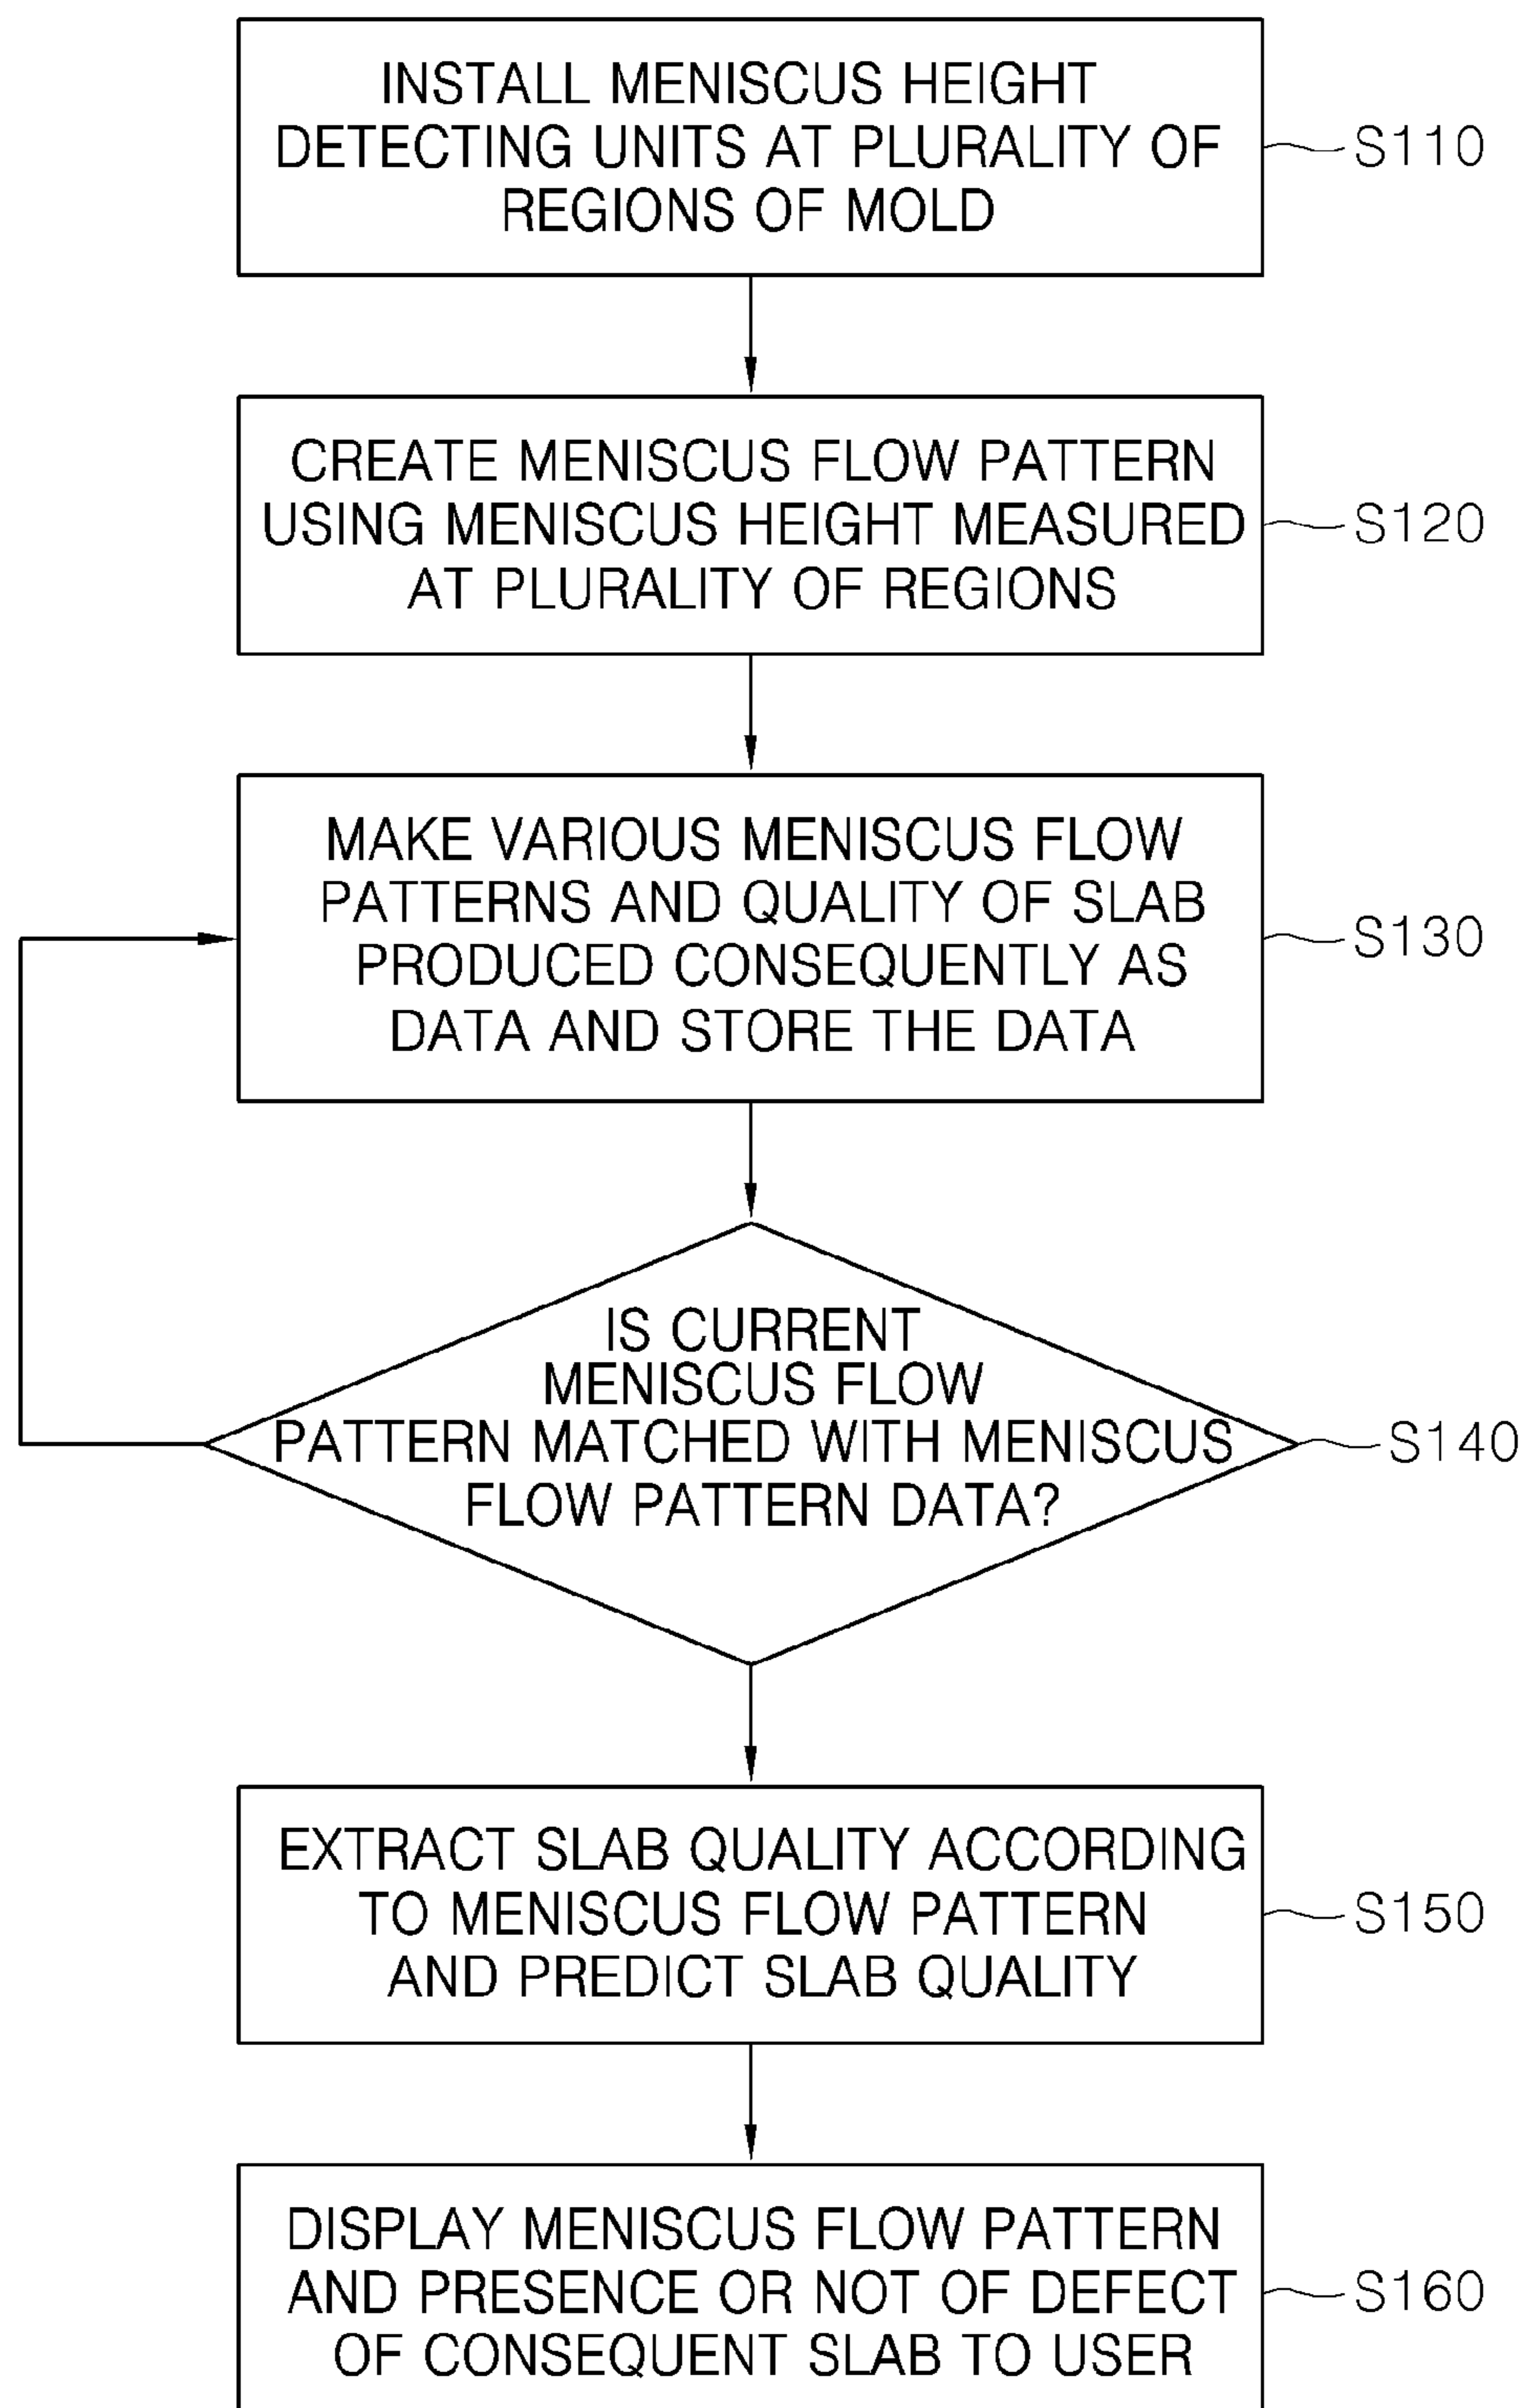 INSTALL MENISCUS HEIGHT
DETECTING UNITS AT PLURALITY OF
REGIONS OF MOLD
S110
CREATE MENISCUS FLOW PATTERN
USING MENISCUS HEIGHT MEASURED
AT PLURALITY OF REGIONS
S120
MAKE VARIOUS MENISCUS FLOW
PATTERNS AND QUALITY OF SLAB
PRODUCED CONSEQUENTLY AS
DATA AND STORE THE DATA
S130
IS CURRENT
MENISCUS FLOW
PATTERN MATCHED WITH MENISCUS
FLOW PATTERN DATA?
S140
EXTRACT SLAB QUALITY ACCORDING
TO MENISCUS FLOW PATTERN
AND PREDICT SLAB QUALITY
S150
DISPLAY MENISCUS FLOW PATTERN
AND PRESENCE OR NOT OF DEFECT
OF CONSEQUENT SLAB TO USER
S160